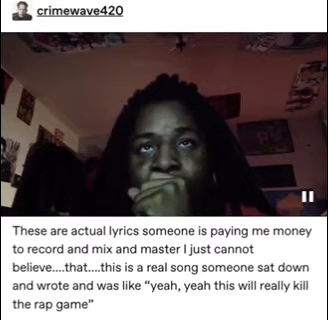 crimewave420
These are actual lyrics someone is paying me money
to record and mix and master I just cannot
believe....that....this is a real song someone sat down
and wrote and was like “yeah, yeah this will really kill
the rap game”